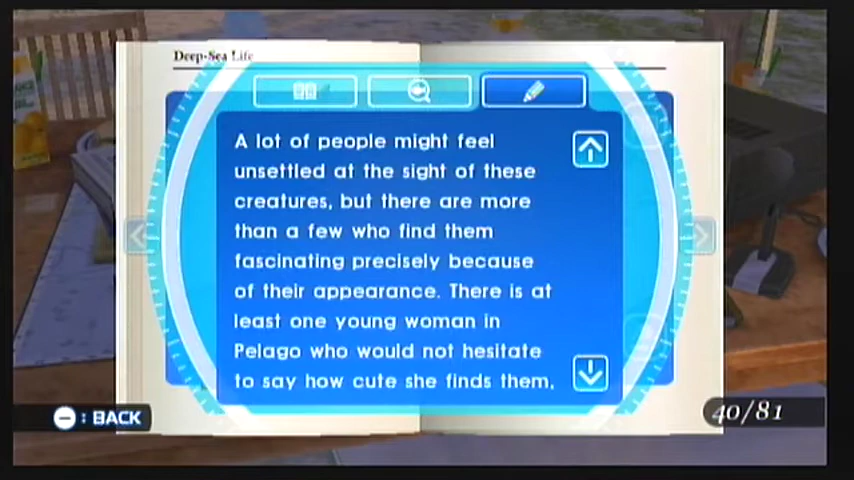 Deep-Sea Life
A lot of people might feel
unsettled at the sight of these
creatures, but there are more
than a few who find them
fascinating precisely because
of their appearance. There is at
least one young woman in
Pelago who would not hesitate
to say how cute she finds them.
– : BACK
40/81